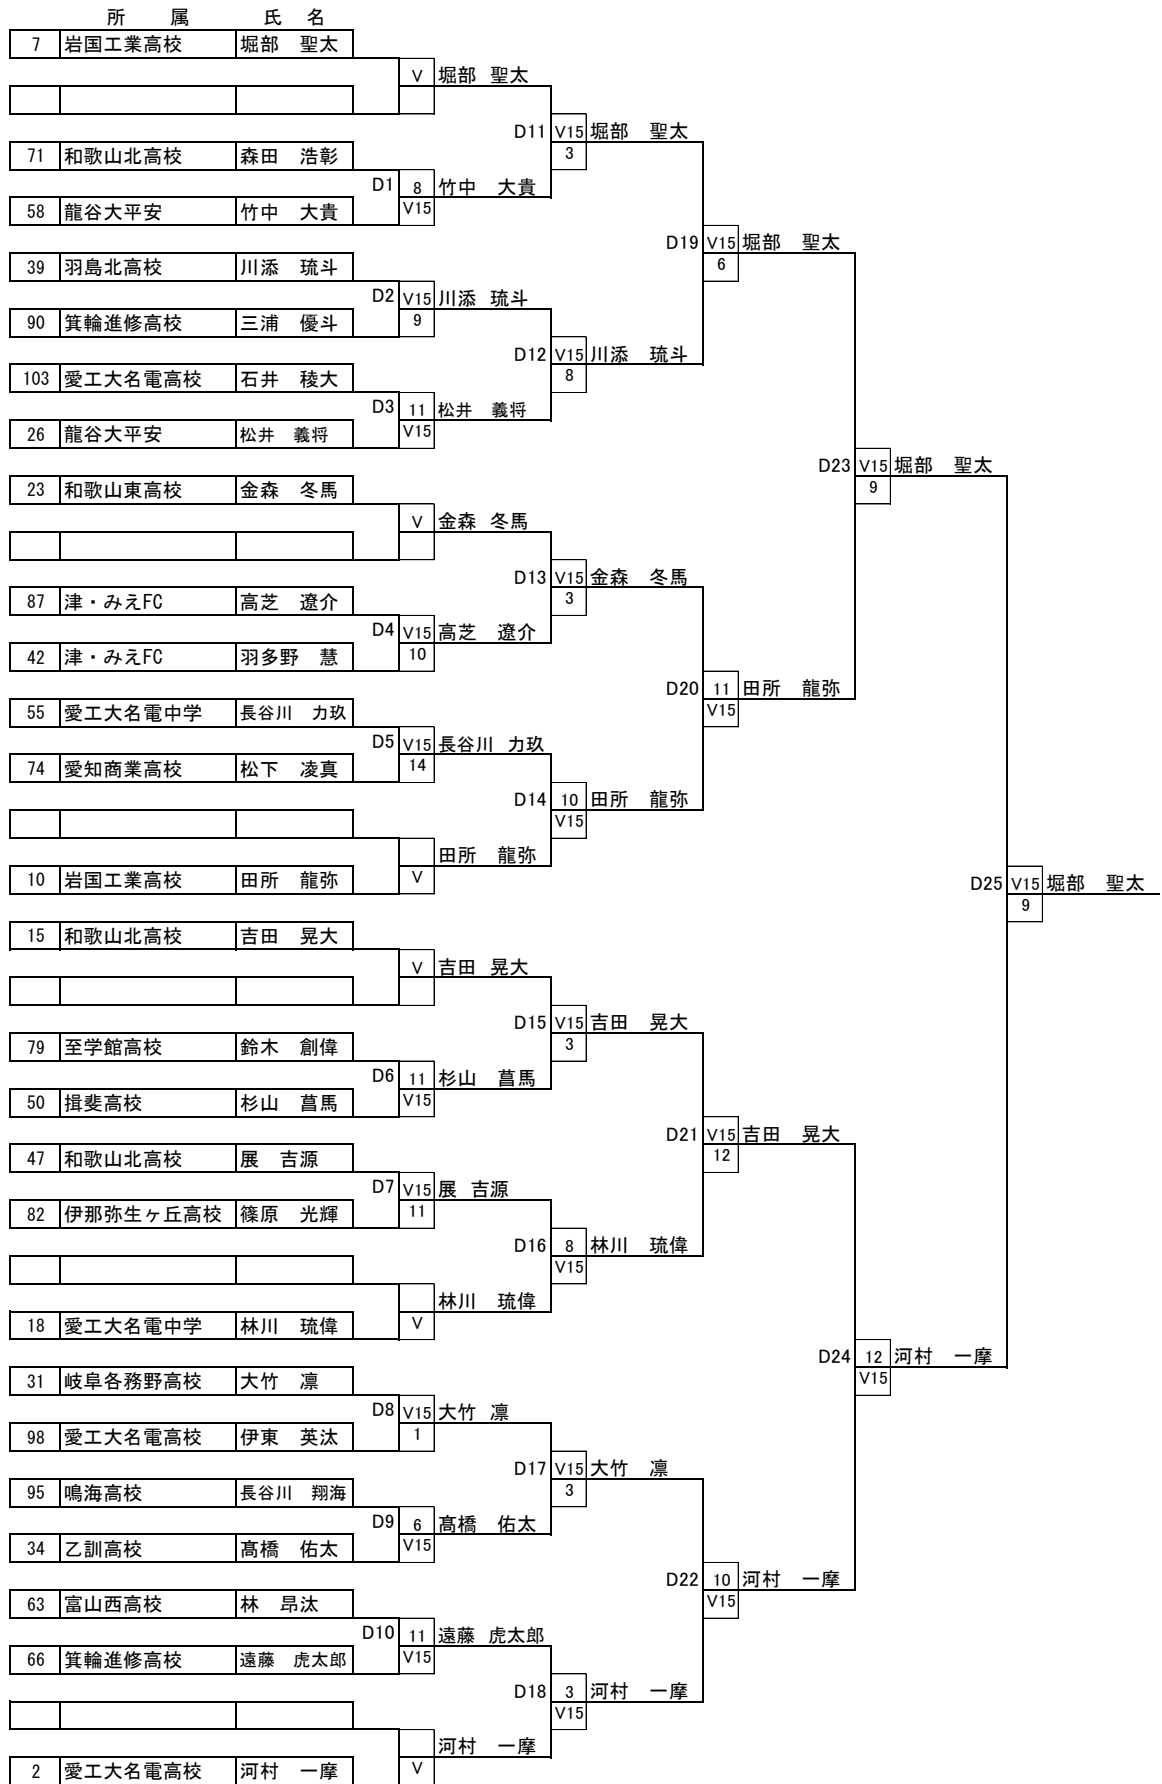 所　属　氏　名
7 岩国工業高校 堀部　聖太
V 堀部 聖太
D11 V15 堀部　聖太
3
71 和歌山北高校 森田　浩彰
D1 8 竹中　大貴
V15
58 龍谷大平安 竹中　大貴
D19 V15 堀部　聖太
6
39 羽島北高校 川添　琉斗
D2 V15 川添 琉斗
9
90 箕輪進修高校 三浦　優斗
D12 V15 川添　琉斗
8
103 愛工大名電高校 石井　稜大
D3 11 松井　義将
V15
26 龍谷大平安 松井　義将
D23 V15 堀部　聖太
9
23 和歌山東高校 金森　冬馬
V 金森 冬馬
D13 V15 金森　冬馬
3
87 津・みえFC 高芝　遼介
D4 V15 高芝　遼介
10
42 津・みえFC 羽多野　慧
D20 11 田所　龍弥
V15
55 愛工大名電中学 長谷川　力玖
D5 V15 長谷川 力玖
14
74 愛知商業高校 松下　凌真
D14 10 田所　龍弥
V15
田所　龍弥
V
10 岩国工業高校 田所　龍弥
D25 V15 堀部　聖太
9
15 和歌山北高校 吉田　晃大
V 吉田 晃大
D15 V15 吉田　晃大
3
79 至学館高校 鈴木　創偉
D6 11 杉山　菖馬
V15
50 揖斐高校 杉山　菖馬
D21 V15 吉田　晃大
12
47 和歌山北高校 展　吉源
D7 V15 展 吉源
11
82 伊那弥生ヶ丘高校 篠原　光輝
D16 8 林川　琉偉
V15
林川　琉偉
V
18 愛工大名電中学 林川　琉偉
D24 12 河村　一摩
V15
31 岐阜各務野高校 大竹　凛
D8 V15 大竹 凛
1
98 愛工大名電高校 伊東　英汰
D17 V15 大竹　凛
3
95 鳴海高校 長谷川　翔海
D9 6 髙橋　佑太
V15
34 乙訓高校 髙橋　佑太
D22 10 河村　一摩
V15
63 富山西高校 林　昂汰
D10 11 遠藤 虎太郎
V15
66 箕輪進修高校 遠藤　虎太郎
D18 3 河村　一摩
V15
河村　一摩
V
2 愛工大名電高校 河村　一摩